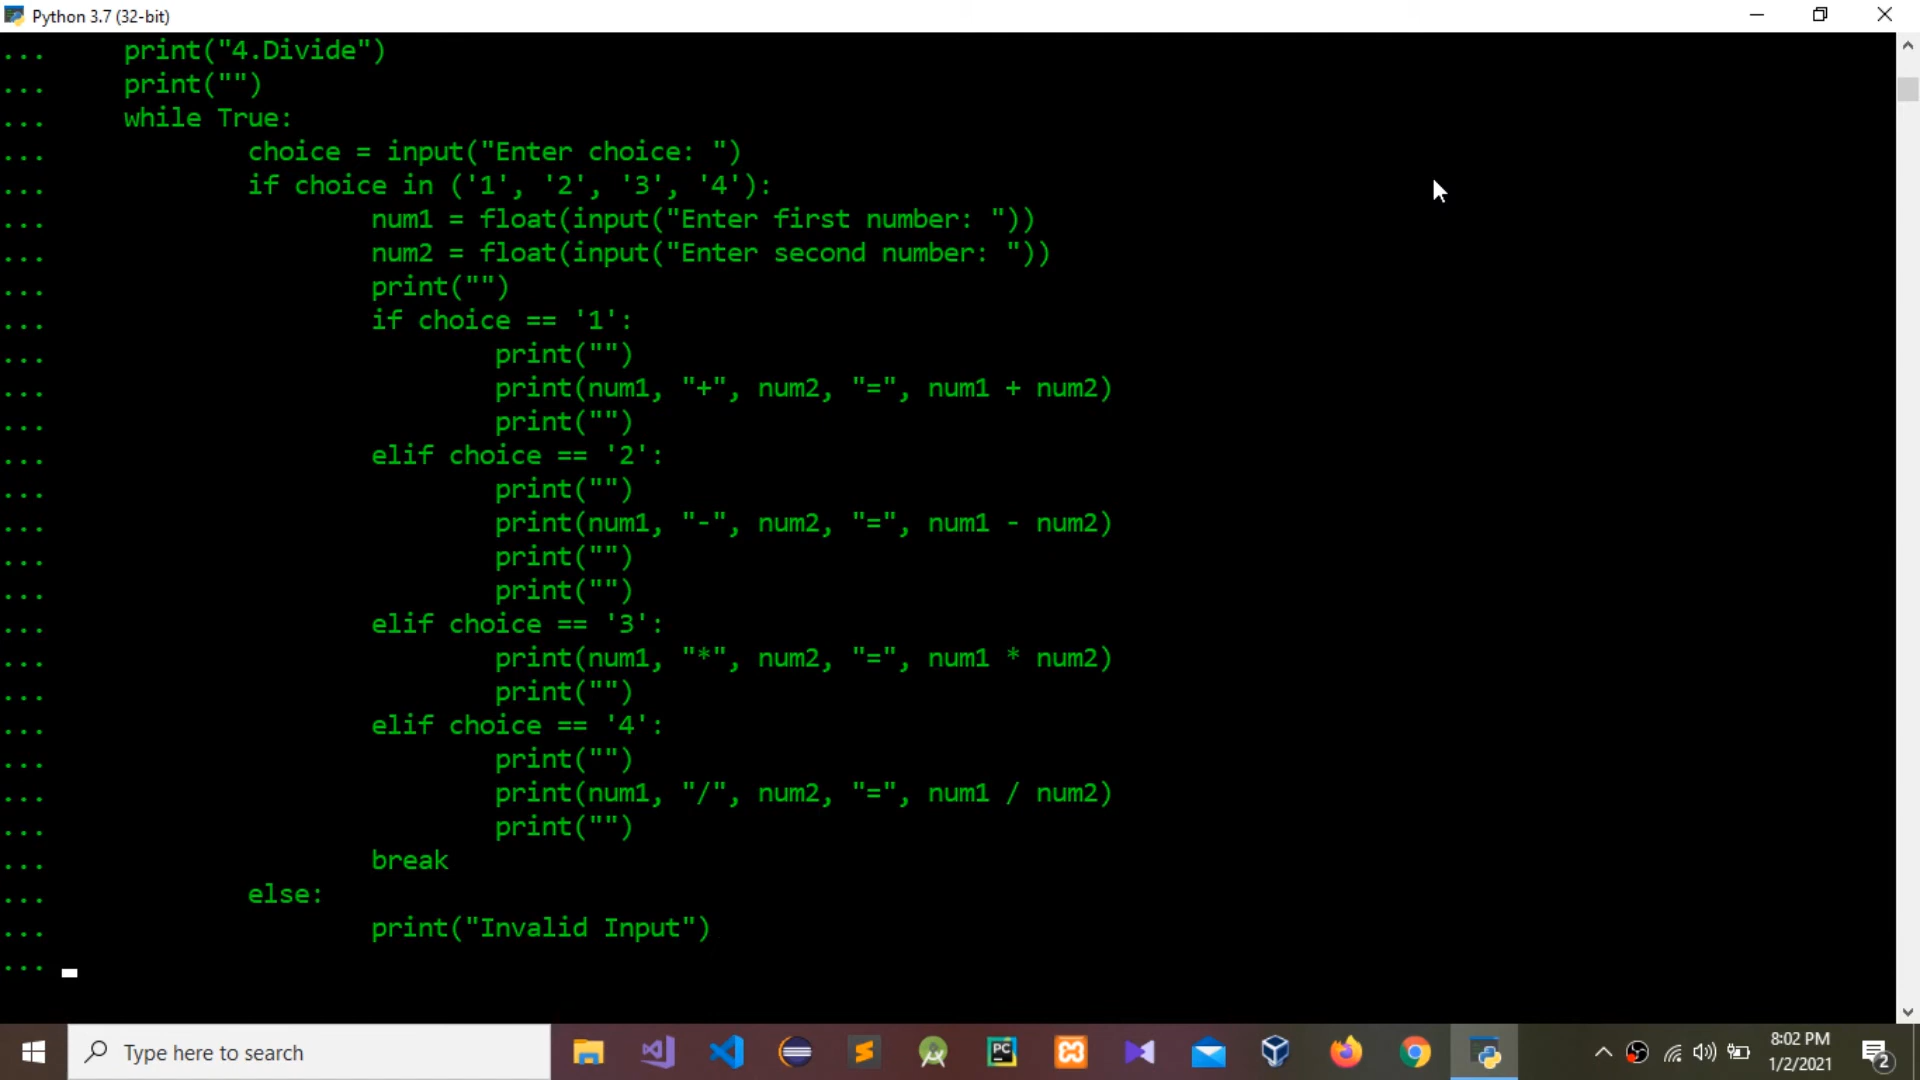 Python 3.7 (32-bit)
...     print("4.Divide")
...     print("")
...     while True:
...             choice = input("Enter choice: ")
...             if choice in ('1', '2', '3', '4'):
...                     num1 = float(input("Enter first number: "))
...                     num2 = float(input("Enter second number: "))
...                     print("")
...                     if choice == '1':
...                             print("")
...                             print(num1, "+", num2, "=", num1 + num2)
...                             print("")
...                     elif choice == '2':
...                             print("")
...                             print(num1, "-", num2, "=", num1 - num2)
...                             print("")
...                             print("")
...                     elif choice == '3':
...                             print(num1, "*", num2, "=", num1 * num2)
...                             print("")
...                     elif choice == '4':
...                             print("")
...                             print(num1, "/", num2, "=", num1 / num2)
...                             print("")
...                     break
...             else:
...                     print("Invalid Input")
...
Type here to search
PC
8:02 PM
1/2/2021
2